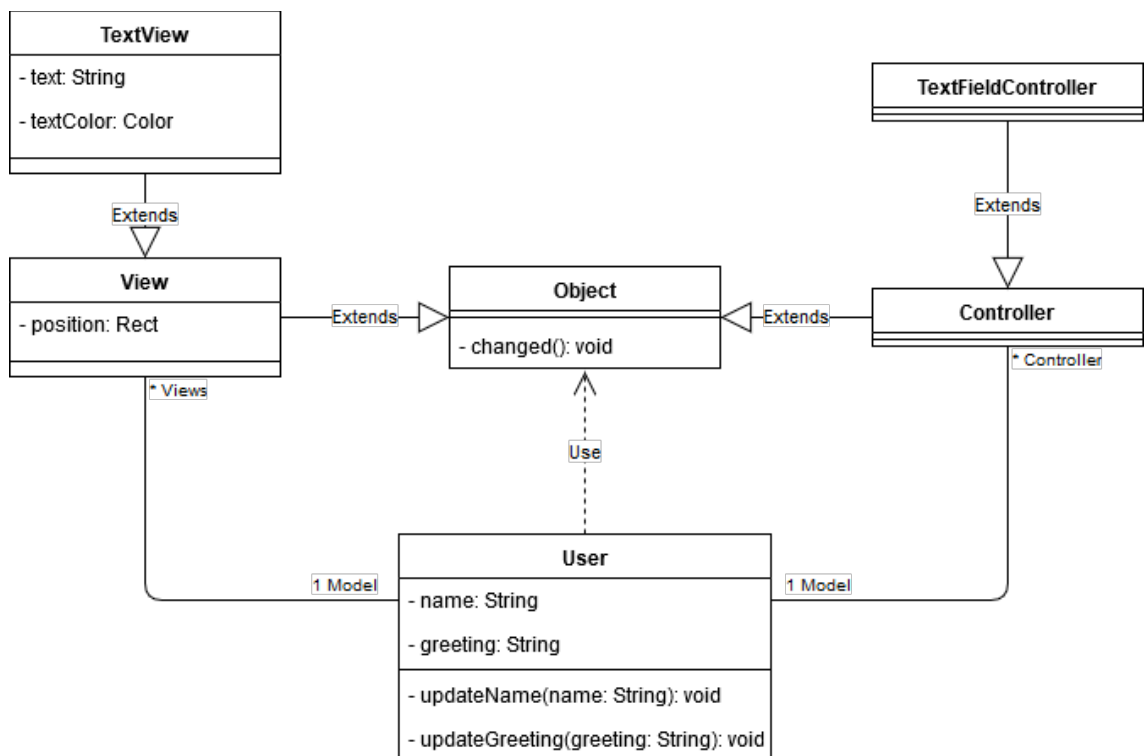 TextView
- text: String
- textColor: Color
TextFieldController
Extends
Extends
View
- position: Rect
Extends
Object
- changed(): void
Extends
Controller
* Views
* Controller
Use
User
1 Model
1 Model
- name: String
- greeting: String
- updateName(name: String): void
- updateGreeting(greeting: String): void